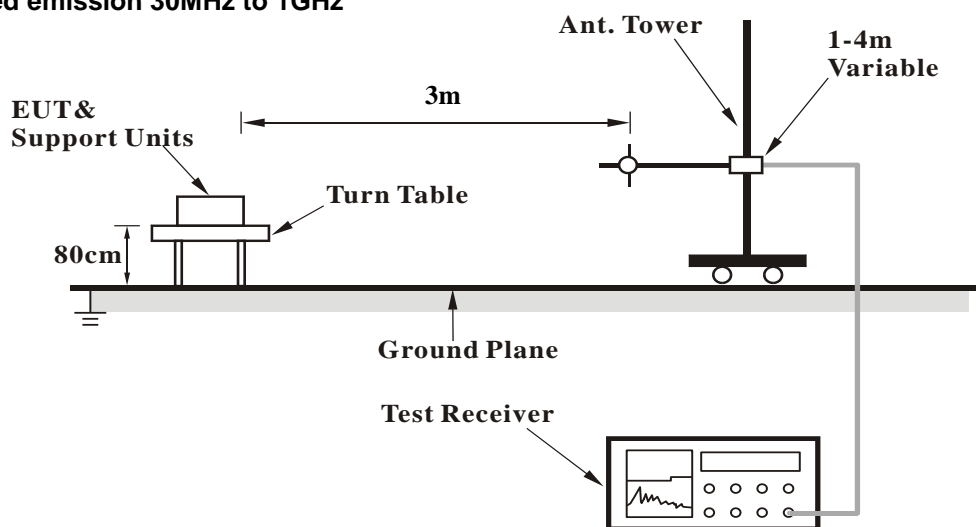 ed emission 30MHz to 1GHz
Ant. Tower
1-4m
Variable
3m
EUT&
Support Units
Turn Table
80cm
Ground Plane
Test Receiver